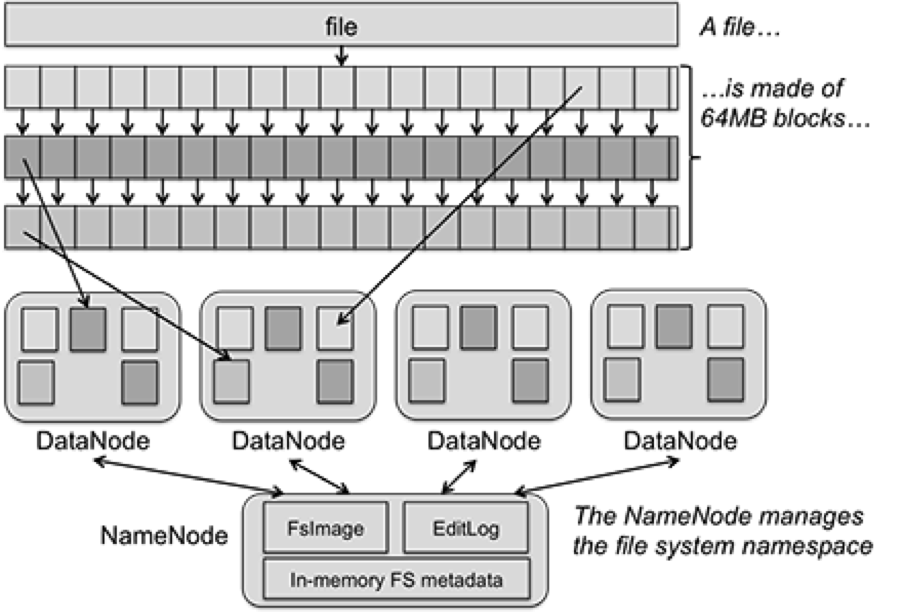 file
A file…
…is made of
64MB blocks…
DataNode
DataNode
DataNode
DataNode
NameNode
FsImage
EditLog
In-memory FS metadata
The NameNode manages
the file system namespace